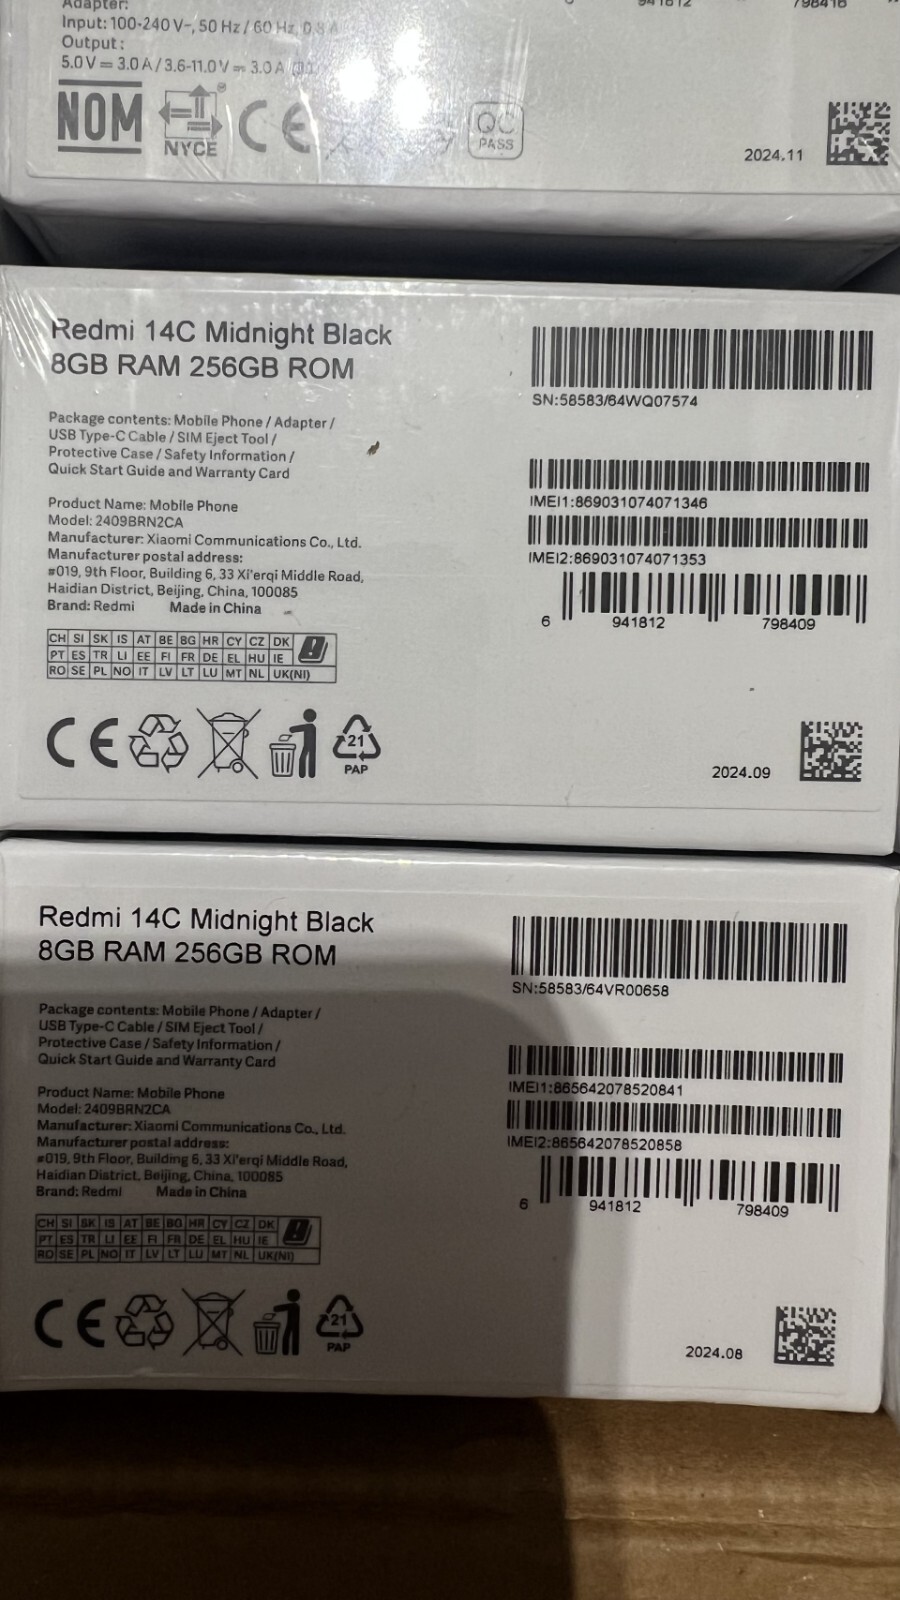 Adapter:
Input: 100-240 V~, 50 Hz / 60 Hz, 0.8 A
Output:
5.0 V ⎓ 3.0 A / 3.6-11.0 V ⎓ 3.0 A
941812 798416
NOM
NYCE
CE
QC
PASS
2024.11
Redmi 14C Midnight Black
8GB RAM 256GB ROM
SN:58583/64WQ07574
Package contents: Mobile Phone / Adapter /
USB Type-C Cable / SIM Eject Tool /
Protective Case / Safety Information /
Quick Start Guide and Warranty Card
IMEI1:869031074071346
IMEI2:869031074071353
6 941812 798409
Product Name: Mobile Phone
Model: 2409BRN2CA
Manufacturer: Xiaomi Communications Co., Ltd.
Manufacturer postal address:
#019, 9th Floor, Building 6, 33 Xi'erqi Middle Road,
Haidian District, Beijing, China, 100085
Brand: Redmi Made in China
CH SI SK IS AT BE BG HR CY CZ DK
PT ES TR LI EE FI FR DE EL HU IE
RO SE PL NO IT LV LT LU MT NL UK(NI)
CE
21
PAP
2024.09
Redmi 14C Midnight Black
8GB RAM 256GB ROM
SN:58583/64VR00658
Package contents: Mobile Phone / Adapter /
USB Type-C Cable / SIM Eject Tool /
Protective Case / Safety Information /
Quick Start Guide and Warranty Card
IMEI1:865642078520841
IMEI2:865642078520858
6 941812 798409
Product Name: Mobile Phone
Model: 2409BRN2CA
Manufacturer: Xiaomi Communications Co., Ltd.
Manufacturer postal address:
#019, 9th Floor, Building 6, 33 Xi'erqi Middle Road,
Haidian District, Beijing, China, 100085
Brand: Redmi Made in China
CH SI SK IS AT BE BG HR CY CZ DK
PT ES TR LI EE FI FR DE EL HU IE
RO SE PL NO IT LV LT LU MT NL UK(NI)
CE
21
PAP
2024.08